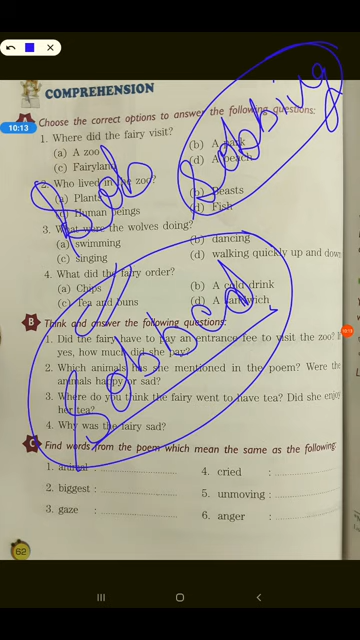 COMPREHENSION
A Choose the correct options to answer the following questions:
10:13
1. Where did the fairy visit?
(a) A zoo (b) A park
(c) Fairyland (d) A beach
2. Who lived in the zoo?
(a) Plants (b) Beasts
(c) Human beings (d) Fish
3. What were the wolves doing?
(a) swimming (b) dancing
(c) singing (d) walking quickly up and down
4. What did the fairy order?
(a) Chips (b) A cold drink
(c) Tea and buns (d) A sandwich
B Think and answer the following questions:
1. Did the fairy have to pay an entrance fee to visit the zoo? If
yes, how much did she pay?
2. Which animals has she mentioned in the poem? Were the
animals happy or sad?
3. Where do you think the fairy went to have tea? Did she enjoy
her tea?
4. Why was the fairy sad?
C Find words from the poem which mean the same as the following:
1. animal : 4. cried :
2. biggest : 5. unmoving :
3. gaze : 6. anger :
62
Sob
Sobbing
Sobbed